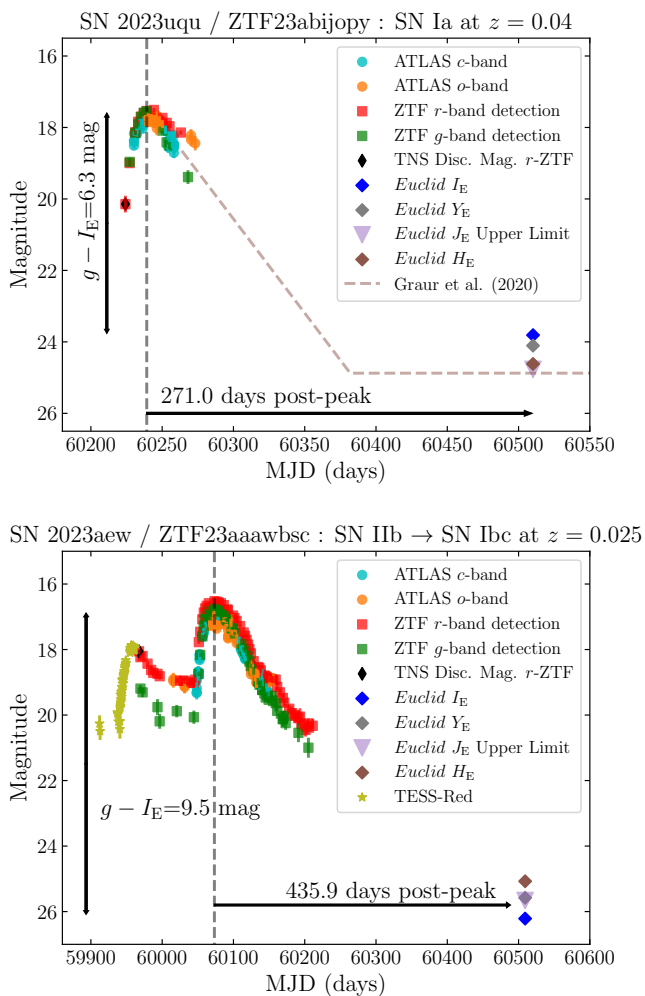 SN 2023uqu / ZTF23abijopy : SN Ia at z = 0.04
16
18
20
22
24
26
Magnitude
g − I_E=6.3 mag
ATLAS c-band
ATLAS o-band
ZTF r-band detection
ZTF g-band detection
TNS Disc. Mag. r-ZTF
Euclid I_E
Euclid Y_E
Euclid J_E Upper Limit
Euclid H_E
Graur et al. (2020)
271.0 days post-peak
60200 60250 60300 60350 60400 60450 60500 60550
MJD (days)
SN 2023aew / ZTF23aaawbsc : SN IIb → SN Ibc at z = 0.025
16
18
20
22
24
26
Magnitude
ATLAS c-band
ATLAS o-band
ZTF r-band detection
ZTF g-band detection
TNS Disc. Mag. r-ZTF
Euclid I_E
Euclid Y_E
Euclid J_E Upper Limit
Euclid H_E
TESS-Red
g − I_E=9.5 mag
435.9 days post-peak
59900 60000 60100 60200 60300 60400 60500 60600
MJD (days)